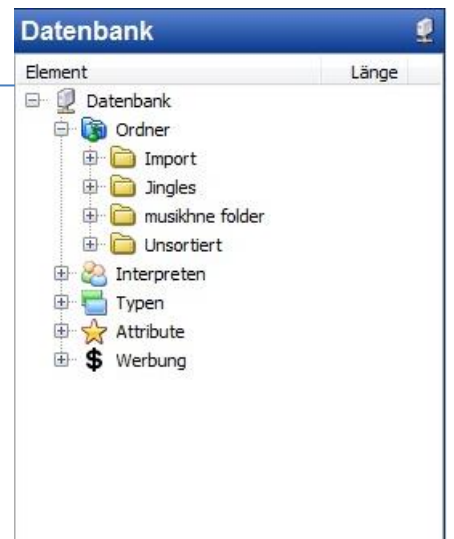 Datenbank
Element Länge
Datenbank
Ordner
Import
Jingles
musikhne folder
Unsortiert
Interpreten
Typen
Attribute
$ Werbung